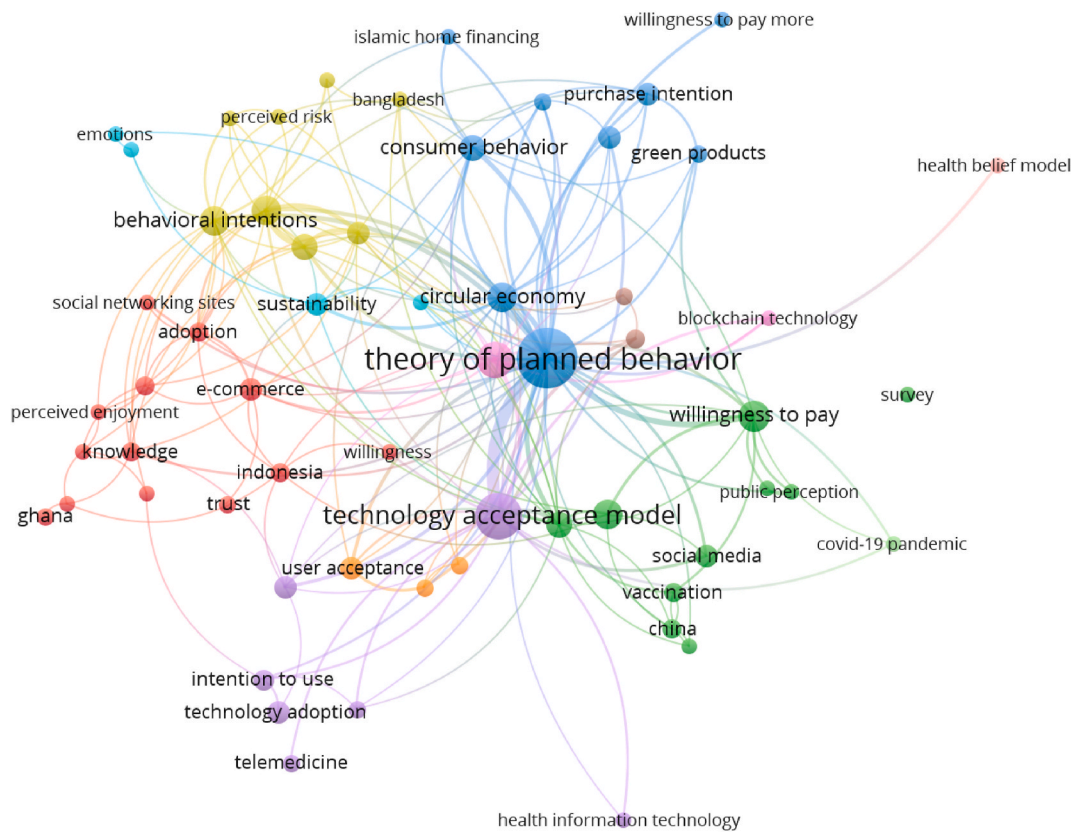 willingness to pay more
islamic home financing
purchase intention
bangladesh
perceived risk
emotions
consumer behavior
green products
health belief model
behavioral intentions
social networking sites
sustainability
circular economy
blockchain technology
adoption
theory of planned behavior
e-commerce
survey
perceived enjoyment
willingness to pay
knowledge
willingness
indonesia
public perception
trust
ghana
technology acceptance model
covid-19 pandemic
social media
user acceptance
vaccination
china
intention to use
technology adoption
telemedicine
health information technology